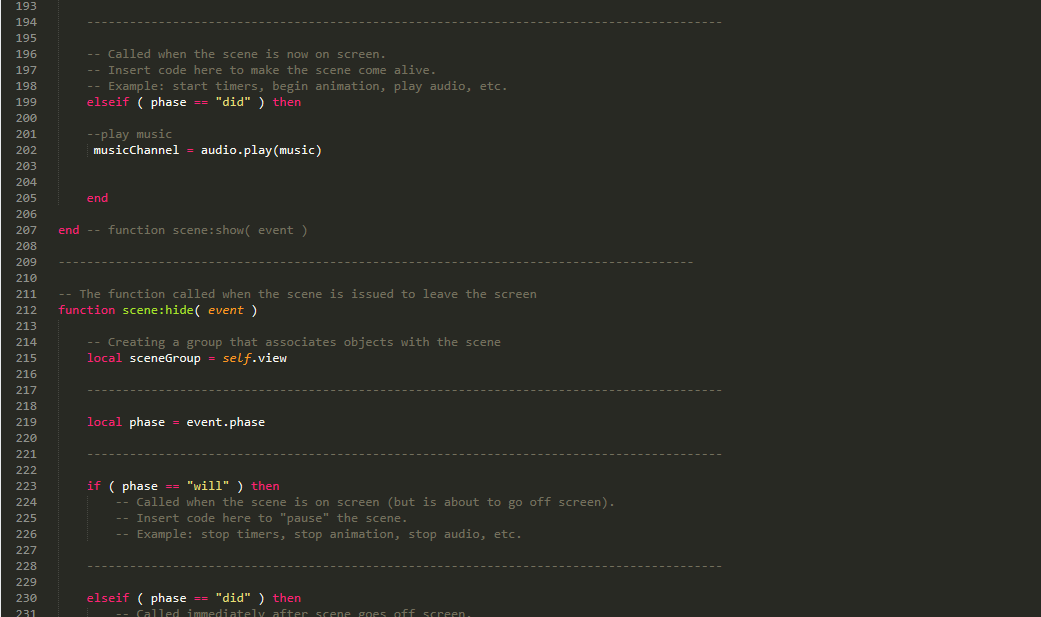 193
194 -----------------------------------------------------------------------------------------
195
196 -- Called when the scene is now on screen.
197 -- Insert code here to make the scene come alive.
198 -- Example: start timers, begin animation, play audio, etc.
199 elseif ( phase == "did" ) then
200
201 --play music
202 musicChannel = audio.play(music)
203
204
205 end
206
207 end -- function scene:show( event )
208
209 -----------------------------------------------------------------------------------------
210
211 -- The function called when the scene is issued to leave the screen
212 function scene:hide( event )
213
214 -- Creating a group that associates objects with the scene
215 local sceneGroup = self.view
216
217 -----------------------------------------------------------------------------------------
218
219 local phase = event.phase
220
221 -----------------------------------------------------------------------------------------
222
223 if ( phase == "will" ) then
224 -- Called when the scene is on screen (but is about to go off screen).
225 -- Insert code here to "pause" the scene.
226 -- Example: stop timers, stop animation, stop audio, etc.
227
228 -----------------------------------------------------------------------------------------
229
230 elseif ( phase == "did" ) then
231 -- Called immediately after scene goes off screen.